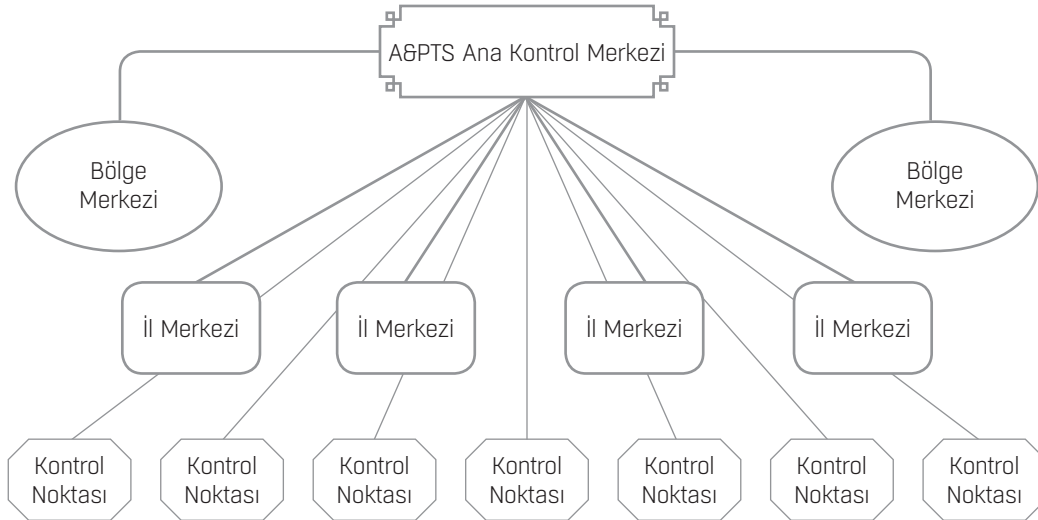 A&PTS Ana Kontrol Merkezi
Bölge
Merkezi
Bölge
Merkezi
İl Merkezi
İl Merkezi
İl Merkezi
İl Merkezi
Kontrol
Noktası
Kontrol
Noktası
Kontrol
Noktası
Kontrol
Noktası
Kontrol
Noktası
Kontrol
Noktası
Kontrol
Noktası